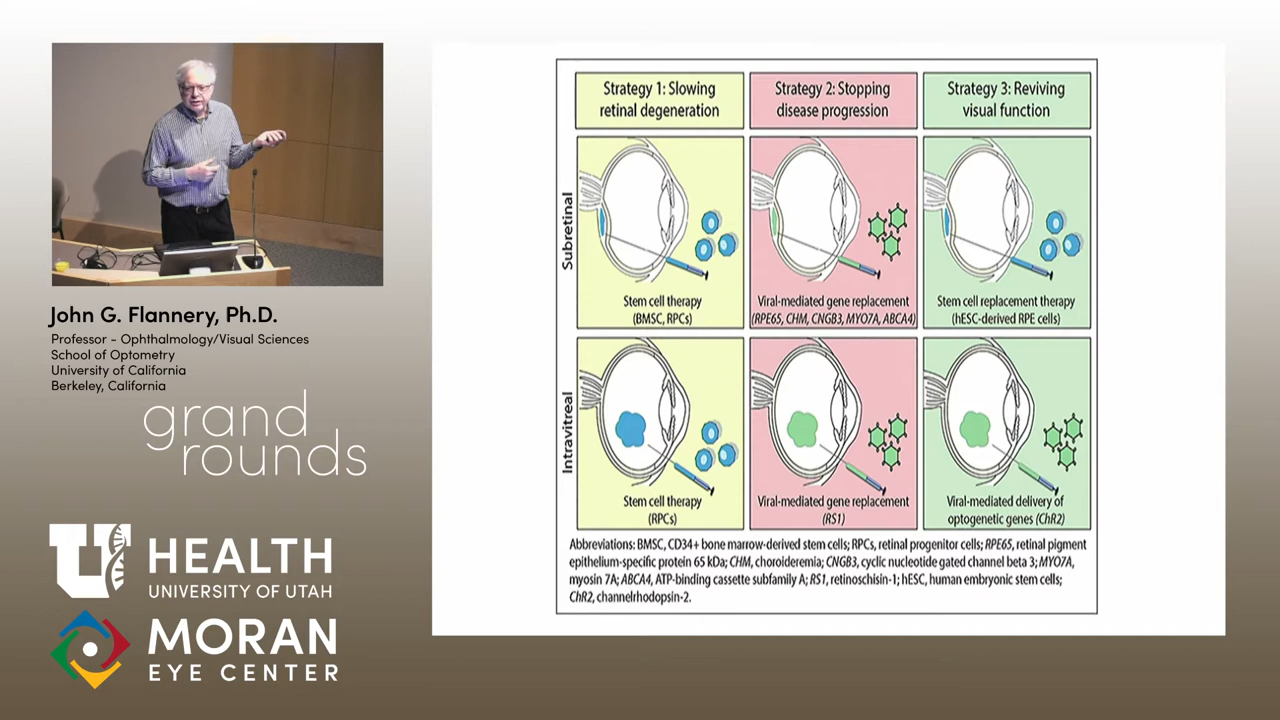 John G. Flannery, Ph.D.
Professor - Ophthalmology/Visual Sciences
School of Optometry
University of California
Berkeley, California
grand
rounds
U
HEALTH
UNIVERSITY OF UTAH
MORAN
EYE CENTER
Strategy 1: Slowing
retinal degeneration
Strategy 2: Stopping
disease progression
Strategy 3: Reviving
visual function
Subretinal
Stem cell therapy
(BMSC, RPCs)
Viral-mediated gene replacement
(RPE65, CHM, CNGB3, MYO7A, ABCA4)
Stem cell replacement therapy
(hESC-derived RPE cells)
Intravitreal
Stem cell therapy
(RPCs)
Viral-mediated gene replacement
(RS1)
Viral-mediated delivery of
optogenetic genes (ChR2)
Abbreviations: BMSC, CD34+ bone marrow-derived stem cells; RPCs, retinal progenitor cells; RPE65, retinal pigment
epithelium-specific protein 65 kDa; CHM, choroideremia; CNGB3, cyclic nucleotide gated channel beta 3; MYO7A,
myosin 7A; ABCA4, ATP-binding cassette subfamily A; RS1, retinoschisin-1; hESC, human embryonic stem cells;
ChR2, channelrhodopsin-2.